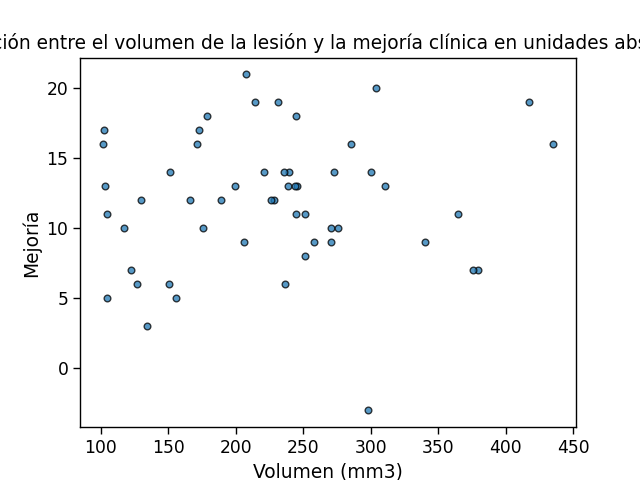 ción entre el volumen de la lesión y la mejoría clínica en unidades abs
Mejoría
20
15
10
5
0
100 150 200 250 300 350 400 450
Volumen (mm3)